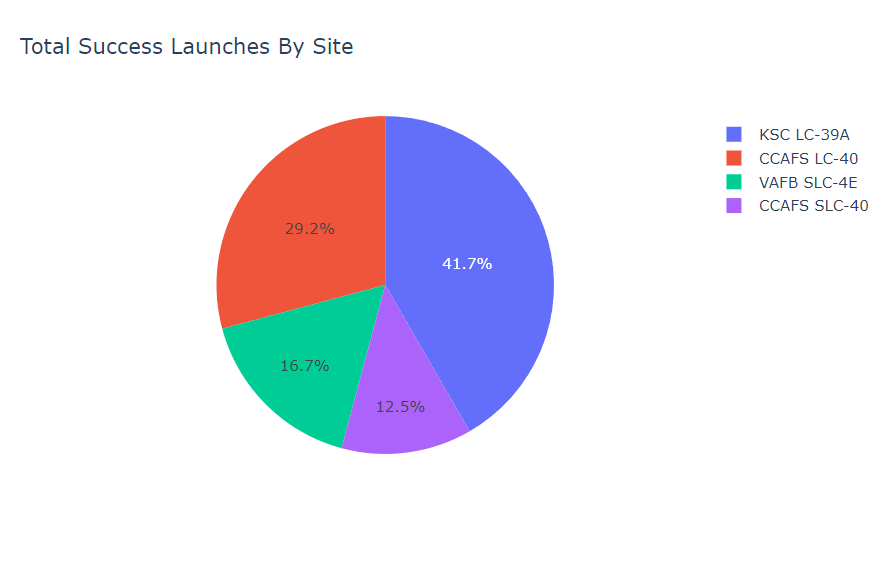 Total Success Launches By Site
KSC LC-39A
CCAFS LC-40
VAFB SLC-4E
CCAFS SLC-40
29.2%
41.7%
16.7%
12.5%